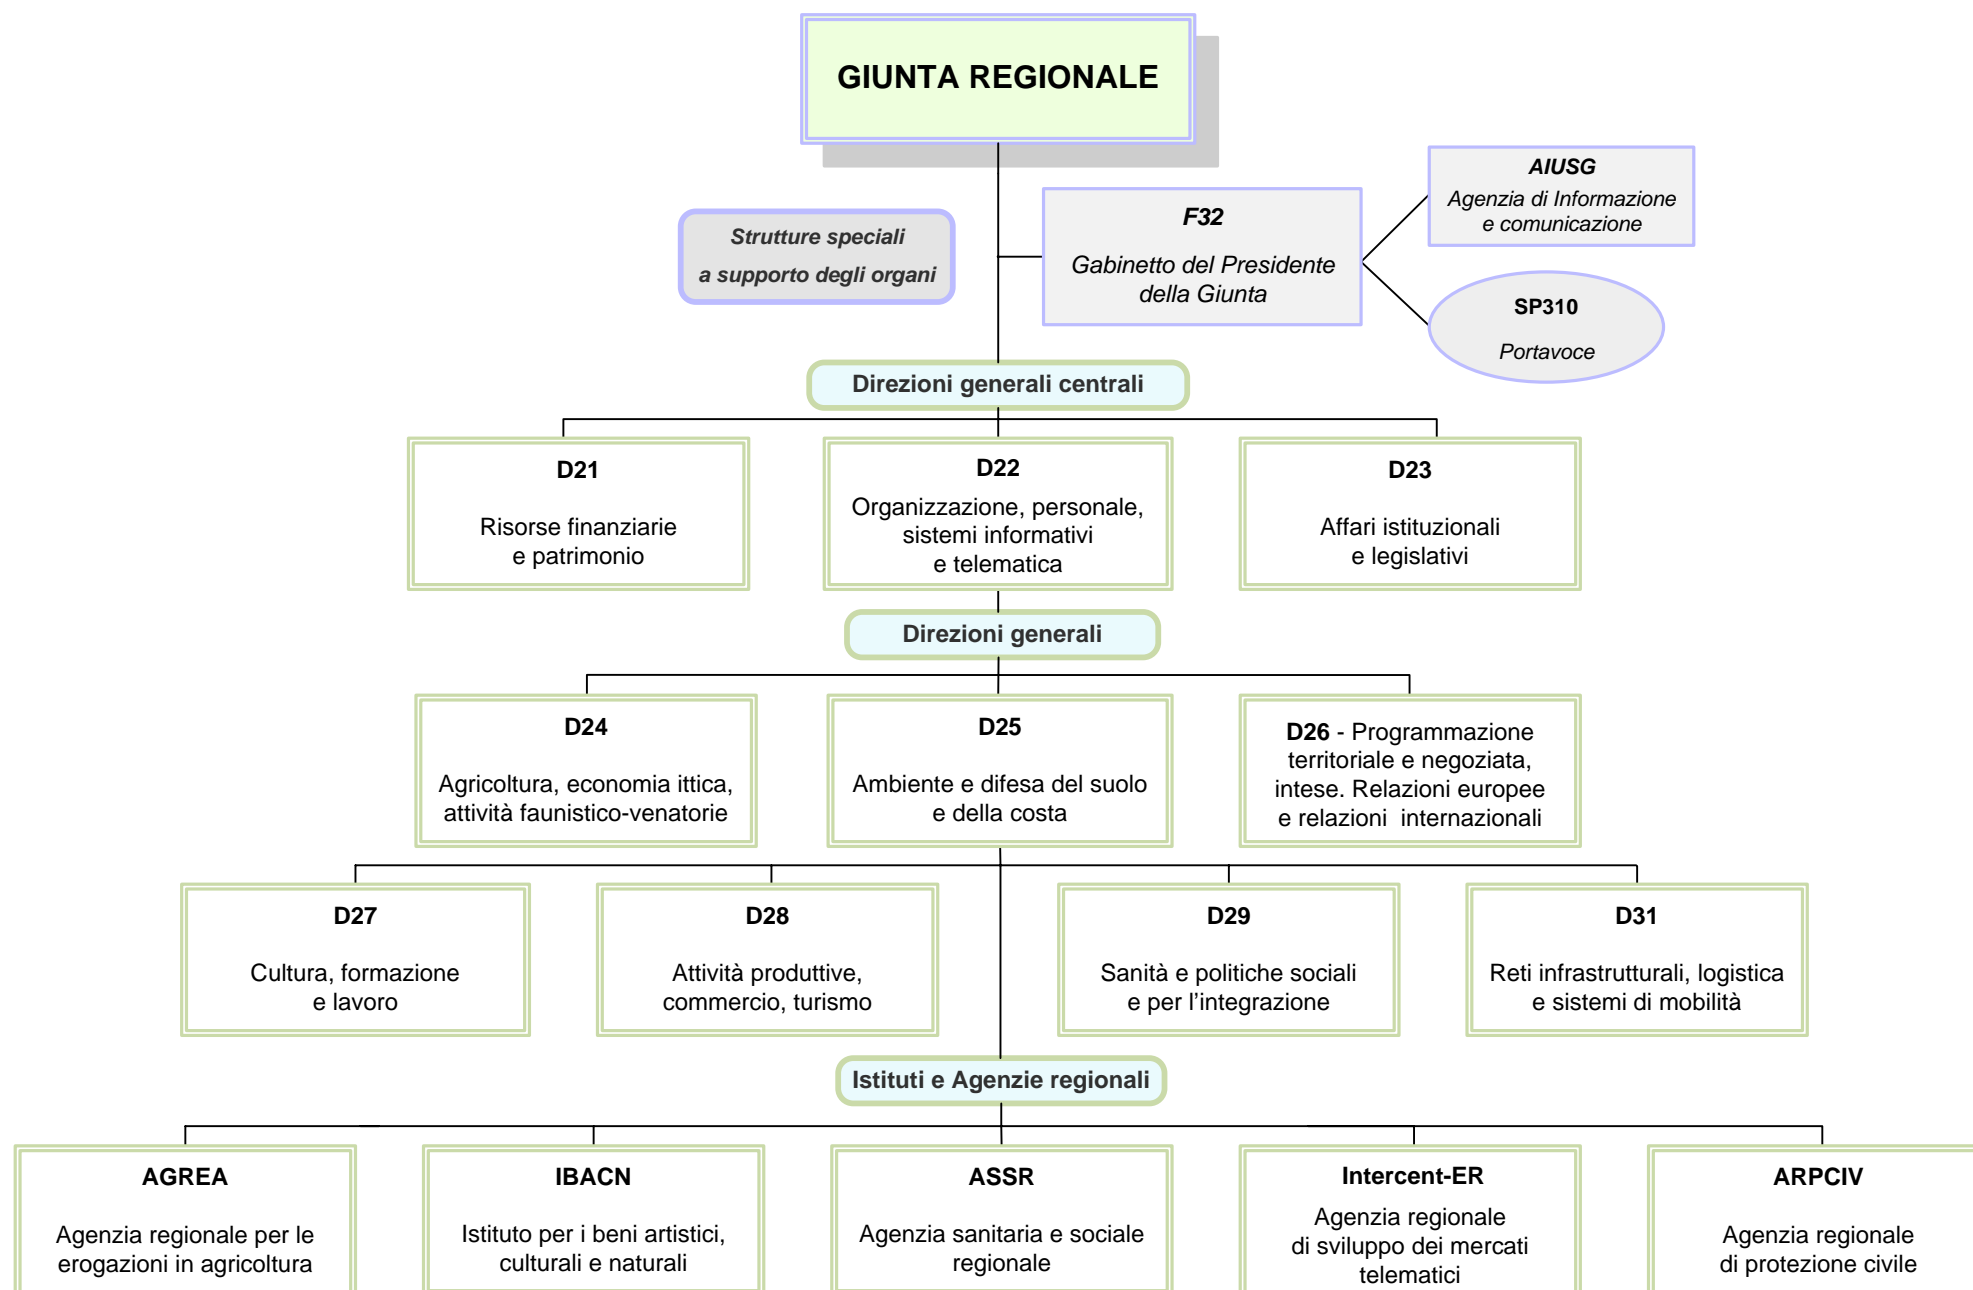 GIUNTA REGIONALE
AIUSG
Agenzia di Informazione
e comunicazione
F32
Gabinetto del Presidente
della Giunta
Strutture speciali
a supporto degli organi
SP310
Portavoce
Direzioni generali centrali
D21
Risorse finanziarie
e patrimonio
D22
Organizzazione, personale,
sistemi informativi
e telematica
D23
Affari istituzionali
e legislativi
Direzioni generali
D24
Agricoltura, economia ittica,
attività faunistico-venatorie
D25
Ambiente e difesa del suolo
e della costa
D26 - Programmazione
territoriale e negoziata,
intese. Relazioni europee
e relazioni internazionali
D27
Cultura, formazione
e lavoro
D28
Attività produttive,
commercio, turismo
D29
Sanità e politiche sociali
e per l’integrazione
D31
Reti infrastrutturali, logistica
e sistemi di mobilità
Istituti e Agenzie regionali
AGREA
Agenzia regionale per le
erogazioni in agricoltura
IBACN
Istituto per i beni artistici,
culturali e naturali
ASSR
Agenzia sanitaria e sociale
regionale
Intercent-ER
Agenzia regionale
di sviluppo dei mercati
telematici
ARPCIV
Agenzia regionale
di protezione civile